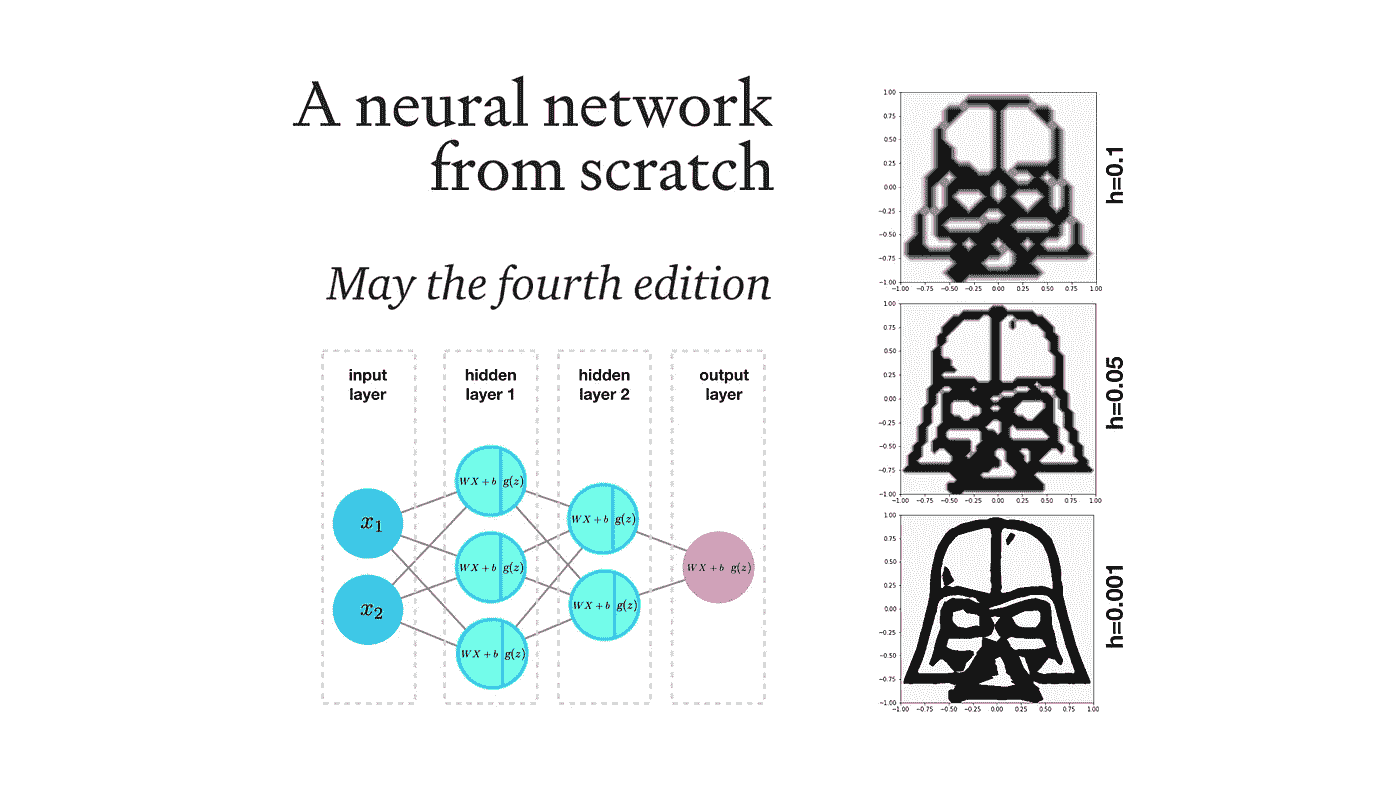 A neural network
from scratch
May the fourth edition
input
layer
hidden
layer 1
hidden
layer 2
output
layer
x1
x2
WX + b g(z)
WX + b g(z)
WX + b g(z)
WX + b g(z)
WX + b g(z)
WX + b g(z)
1.00
0.75
0.50
0.25
0.00
−0.25
−0.50
−0.75
−1.00
−1.00 −0.75 −0.50 −0.25 0.00 0.25 0.50 0.75 1.00
h=0.1
1.00
0.75
0.50
0.25
0.00
−0.25
−0.50
−0.75
−1.00
−1.00 −0.75 −0.50 −0.25 0.00 0.25 0.50 0.75 1.00
h=0.05
1.00
0.75
0.50
0.25
0.00
−0.25
−0.50
−0.75
−1.00
−1.00 −0.75 −0.50 −0.25 0.00 0.25 0.50 0.75 1.00
h=0.001